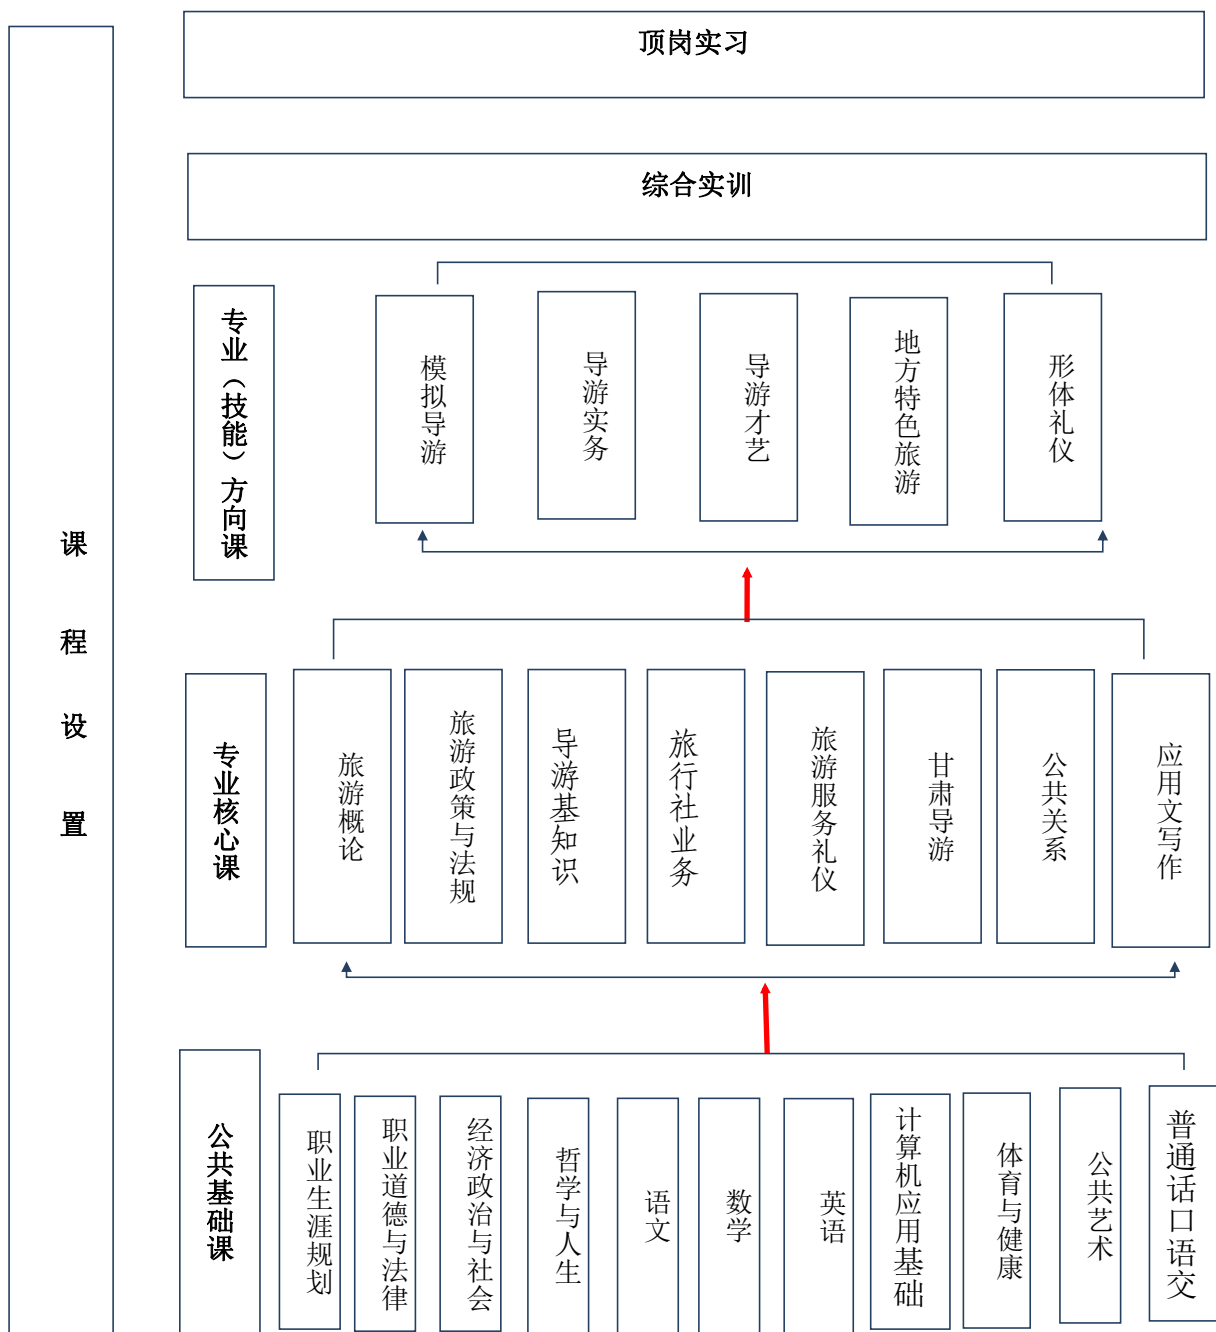 顶岗实习
综合实训
课程设置
专业（技能）方向课
模拟导游
导游实务
导游才艺
地方特色旅游
形体礼仪
专业核心课
旅游概论
旅游政策与法规
导游基知识
旅行社业务
旅游服务礼仪
甘肃导游
公共关系
应用文写作
公共基础课
职业生涯规划
职业道德与法律
经济政治与社会
哲学与人生
语文
数学
英语
计算机应用基础
体育与健康
公共艺术
普通话口语交